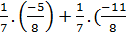 1/7 . (-5/8) + 1/7 . (-11/8